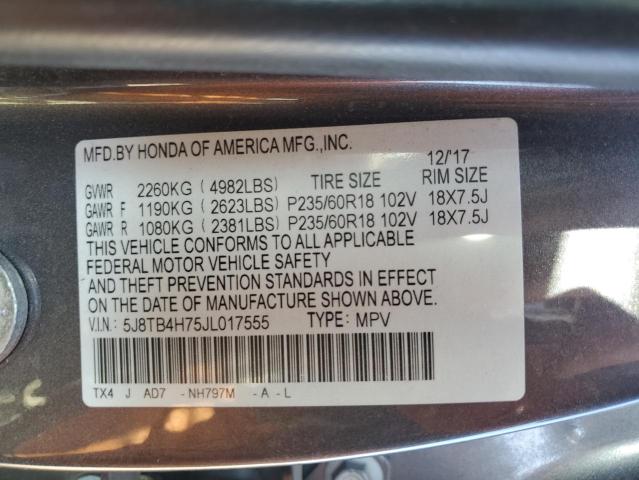 MFD.BY HONDA OF AMERICA MFG.,INC.
12/'17
GVWR 2260KG ( 4982LBS) TIRE SIZE RIM SIZE
GAWR F 1190KG ( 2623LBS) P235/60R18 102V 18X7.5J
GAWR R 1080KG ( 2381LBS) P235/60R18 102V 18X7.5J
THIS VEHICLE CONFORMS TO ALL APPLICABLE
FEDERAL MOTOR VEHICLE SAFETY
AND THEFT PREVENTION STANDARDS IN EFFECT
ON THE DATE OF MANUFACTURE SHOWN ABOVE.
V.I.N.: 5J8TB4H75JL017555 TYPE: MPV
TX4 J AD7 -NH797M -A -L